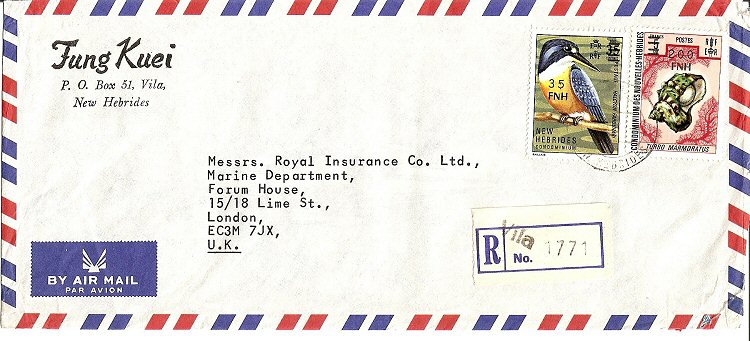 Fung Kuei
P. O. Box 51, Vila,
New Hebrides
35
FNH
NEW
HEBRIDES
CONDOMINIUM
POSTES
200
FNH
CONDOMINIUM DES NOUVELLES-HEBRIDES
TURBO MARMORATUS
Messrs. Royal Insurance Co. Ltd.,
Marine Department,
Forum House,
15/18 Lime St.,
London,
EC3M 7JX,
U.K.
R
Vila
No. 1771
BY AIR MAIL
PAR AVION